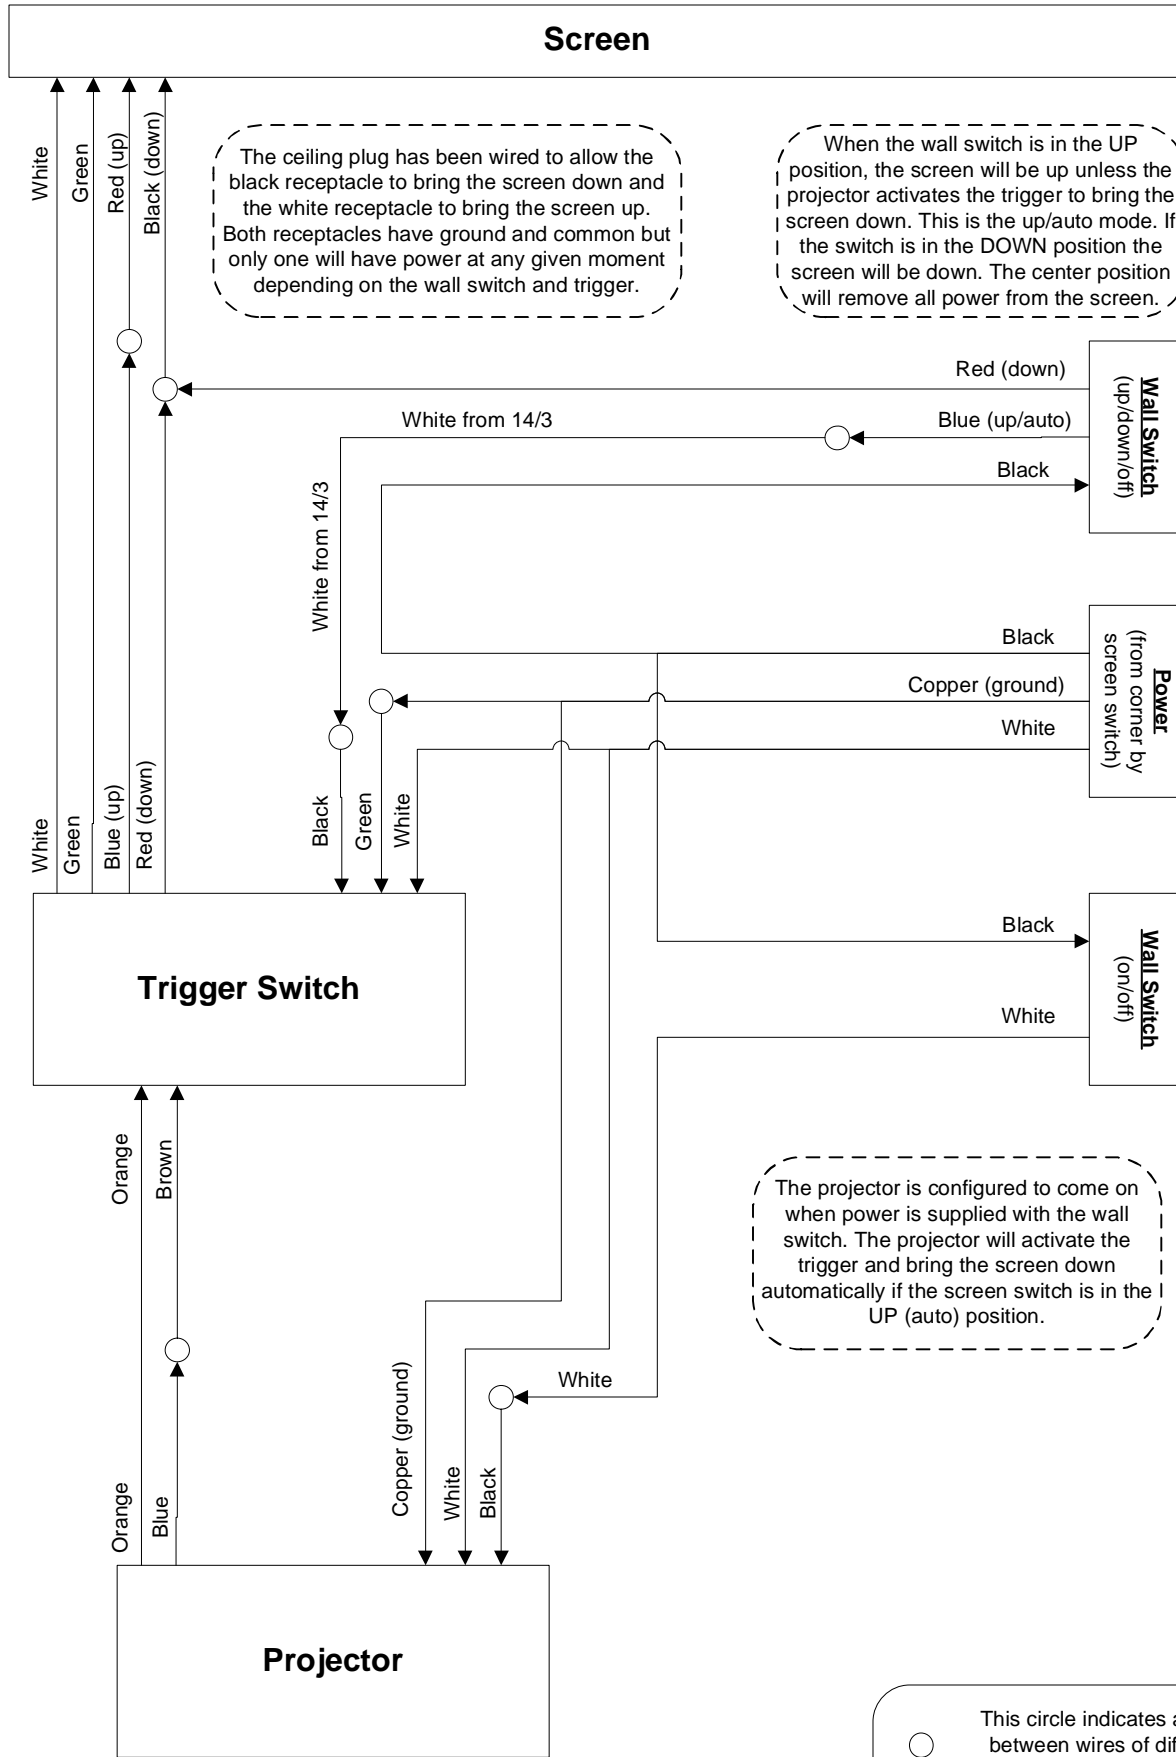 Screen
White
Green
Red (up)
Black (down)
The ceiling plug has been wired to allow the
black receptacle to bring the screen down and
the white receptacle to bring the screen up.
Both receptacles have ground and common but
only one will have power at any given moment
depending on the wall switch and trigger.
When the wall switch is in the UP
position, the screen will be up unless the
projector activates the trigger to bring the
screen down. This is the up/auto mode. If
the switch is in the DOWN position the
screen will be down. The center position
will remove all power from the screen.
Red (down)
White from 14/3
Blue (up/auto)
Black
Wall Switch
(up/down/off)
White from 14/3
Black
Copper (ground)
White
Power
(from corner by
screen switch)
White
Green
Blue (up)
Red (down)
Black
Green
White
Trigger Switch
Black
White
Wall Switch
(on/off)
Orange
Brown
The projector is configured to come on
when power is supplied with the wall
switch. The projector will activate the
trigger and bring the screen down
automatically if the screen switch is in the
UP (auto) position.
White
Copper (ground)
White
Black
Orange
Blue
Projector
This circle indicates a
between wires of dif